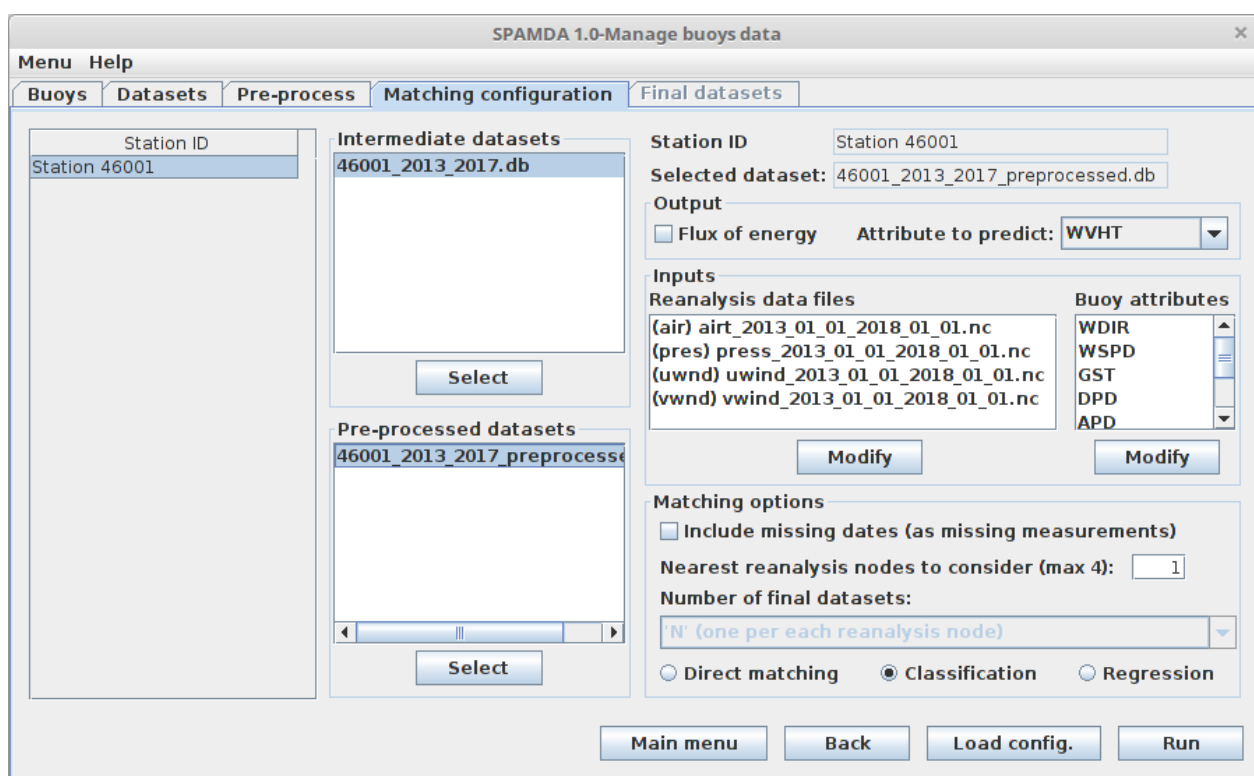 SPAMDA 1.0-Manage buoys data
Menu Help
Buoys Datasets Pre-process Matching configuration Final datasets
Station ID
Station 46001
Intermediate datasets
46001_2013_2017.db
Select
Pre-processed datasets
46001_2013_2017_preprocesse
Select
Station ID Station 46001
Selected dataset: 46001_2013_2017_preprocessed.db
Output
Flux of energy Attribute to predict: WVHT
Inputs
Reanalysis data files
(air) airt_2013_01_01_2018_01_01.nc
(pres) press_2013_01_01_2018_01_01.nc
(uwnd) uwind_2013_01_01_2018_01_01.nc
(vwnd) vwind_2013_01_01_2018_01_01.nc
Modify
Buoy attributes
WDIR
WSPD
GST
DPD
APD
Modify
Matching options
Include missing dates (as missing measurements)
Nearest reanalysis nodes to consider (max 4): 1
Number of final datasets:
'N' (one per each reanalysis node)
Direct matching Classification Regression
Main menu Back Load config. Run